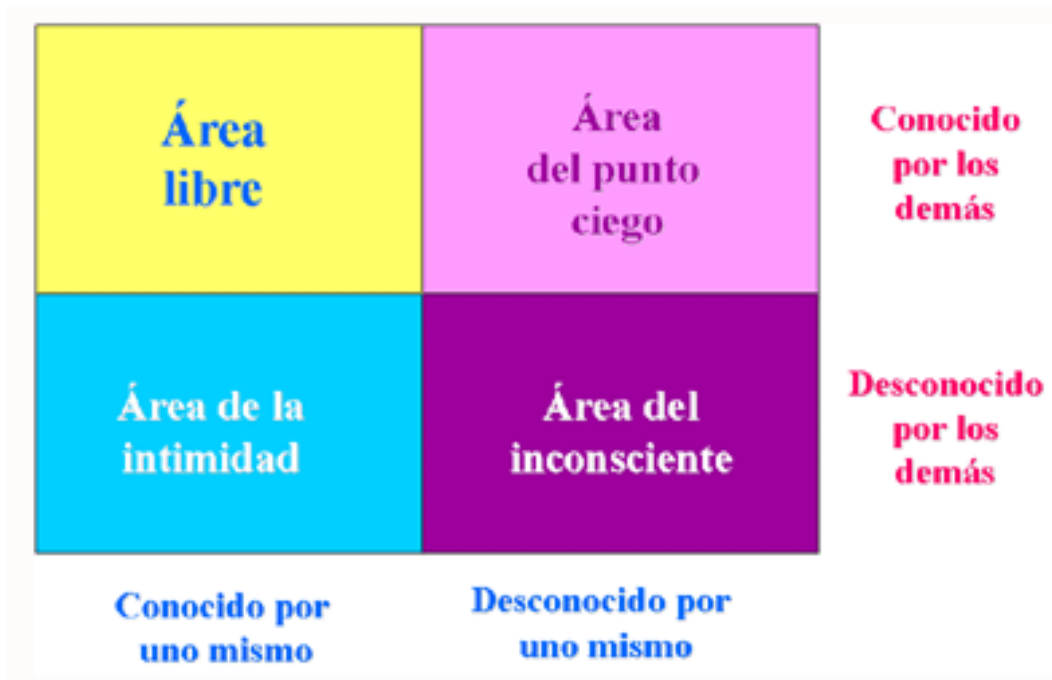 Área
libre
Área
del punto
ciego
Conocido
por los
demás
Área de la
intimidad
Área del
inconsciente
Desconocido
por los
demás
Conocido por
uno mismo
Desconocido por
uno mismo